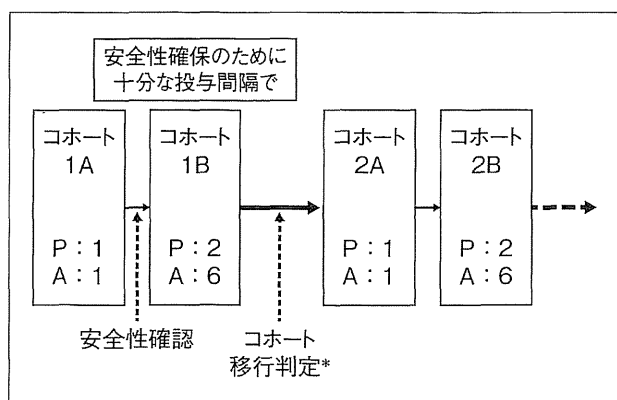 安全性確保のために
十分な投与間隔で
コホート
1A
P：1
A：1
コホート
1B
P：2
A：6
コホート
2A
P：1
A：1
コホート
2B
P：2
A：6
安全性確認
コホート
移行判定*